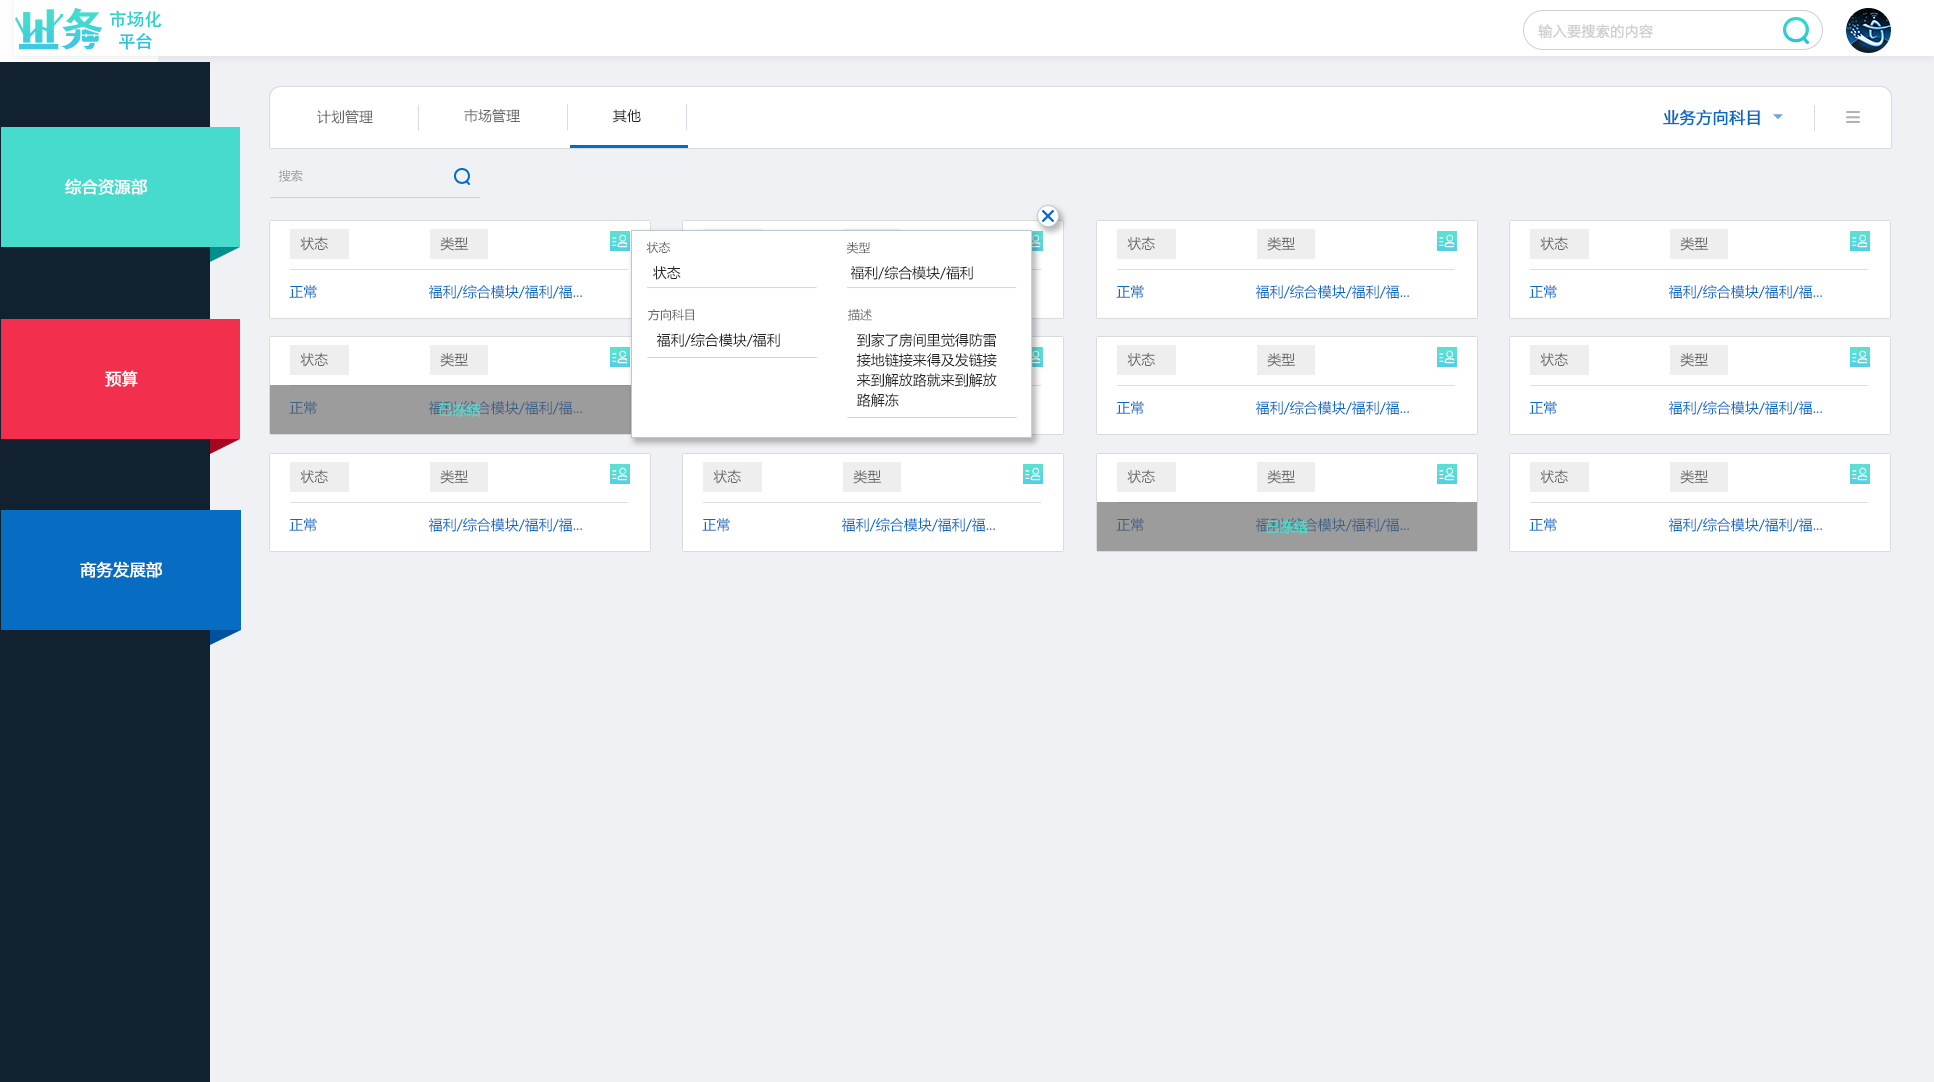 业务 市场化
平台
输入要搜索的内容
计划管理 市场管理 其他 业务方向科目
搜索
综合资源部
预算
商务发展部
状态 类型 状态 类型 状态 类型
正常 福利/综合模块/福利/福... 正常 福利/综合模块/福利/福... 正常 福利/综合模块/福利/福...
状态 类型
状态 福利/综合模块/福利
方向科目 描述
福利/综合模块/福利 到家了房间里觉得防雷
接地链接来得及发链接
来到解放路就来到解放
路解冻
状态 类型 状态 类型 状态 类型
正常 福利/综合模块/福利/福... 已冻结 正常 福利/综合模块/福利/福... 正常 福利/综合模块/福利/福...
状态 类型 状态 类型 状态 类型 状态 类型
正常 福利/综合模块/福利/福... 正常 福利/综合模块/福利/福... 正常 福利/综合模块/福利/福... 已冻结 正常 福利/综合模块/福利/福...